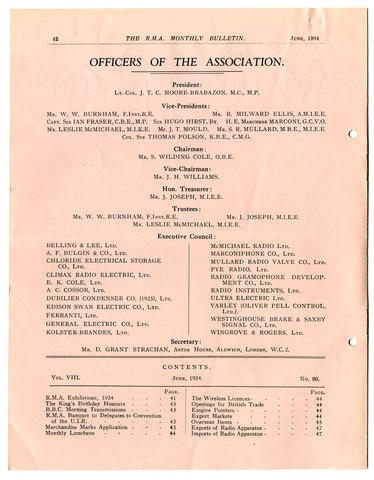 42 THE R.M.A. MONTHLY BULLETIN. JUNE, 1934
OFFICERS OF THE ASSOCIATION.
President:
LT.-COL. J. T. C. MOORE-BRABAZON, M.C., M.P.
Vice-Presidents:
MR. W. W. BURNHAM, F.INST.R.E. MR. R. MILWARD ELLIS, A.M.I.E.E.
CAPT. SIR IAN FRASER, C.B.E., M.P. SIR HUGO HIRST, BT. H. E. MARCHESE MARCONI, G.C.V.O.
MR. LESLIE McMICHAEL, M.I.E.E. MR. J. T. MOULD. MR. S. R. MULLARD, M.B.E., M.I.E.E
COL. SIR THOMAS POLSON, K.B.E., C.M.G.
Chairman:
MR. S. WILDING COLE, O.B.E.
Vice-Chairman:
MR. J. H. WILLIAMS.
Hon. Treasurer:
MR. J. JOSEPH, M.I.E.E.
Trustees:
MR. W. W. BURNHAM, F.INST.R.E. MR. J. JOSEPH, M.I.E.E.
MR. LESLIE McMICHAEL, M.I.E.E.
Executive Council:
BELLING & LEE, LTD.
A. F. BULGIN & CO., LTD.
CHLORIDE ELECTRICAL STORAGE
CO., LTD.
CLIMAX RADIO ELECTRIC, LTD.
E. K. COLE, LTD.
A. C. COSSOR, LTD.
DUBILIER CONDENSER CO. (1925), LTD.
EDISON SWAN ELECTRIC CO., LTD.
FERRANTI, LTD.
GENERAL ELECTRIC CO., LTD.
KOLSTER-BRANDES, LTD.
McMICHAEL RADIO LTD.
MARCONIPHONE CO., LTD.
MULLARD RADIO VALVE CO., LTD.
PYE RADIO, LTD.
RADIO GRAMOPHONE DEVELOP-
MENT CO., LTD.
RADIO INSTRUMENTS, LTD.
ULTRA ELECTRIC LTD.
VARLEY (OLIVER PELL CONTROL,
LTD.).
WESTINGHOUSE BRAKE & SAXBY
SIGNAL CO., LTD.
WINGROVE & ROGERS, LTD.
Secretary:
MR. D. GRANT STRACHAN, ASTOR HOUSE, ALDWYCH, LONDON, W.C.2.
CONTENTS.
VOL. VIII. JUNE, 1934. NO. 90.
PAGE.
R.M.A. Exhibitions, 1934 - - - 41
The King's Birthday Honours - - 43
B.B.C. Morning Transmissions - - 43
R.M.A. Banquet to Delegates to Convention
of the U.I.R. - - - - 43
Merchandise Marks Application - - 43
Monthly Luncheon - - - - 44
PAGE.
The Wireless Licences - - - - 44
Openings for British Trade - - - 44
Empire Pointers - - - - 44
Export Markets - - - - 44
Overseas Items - - - - 43
Exports of Radio Apparatus - - - 47
Imports of Radio Apparatus - - - 47